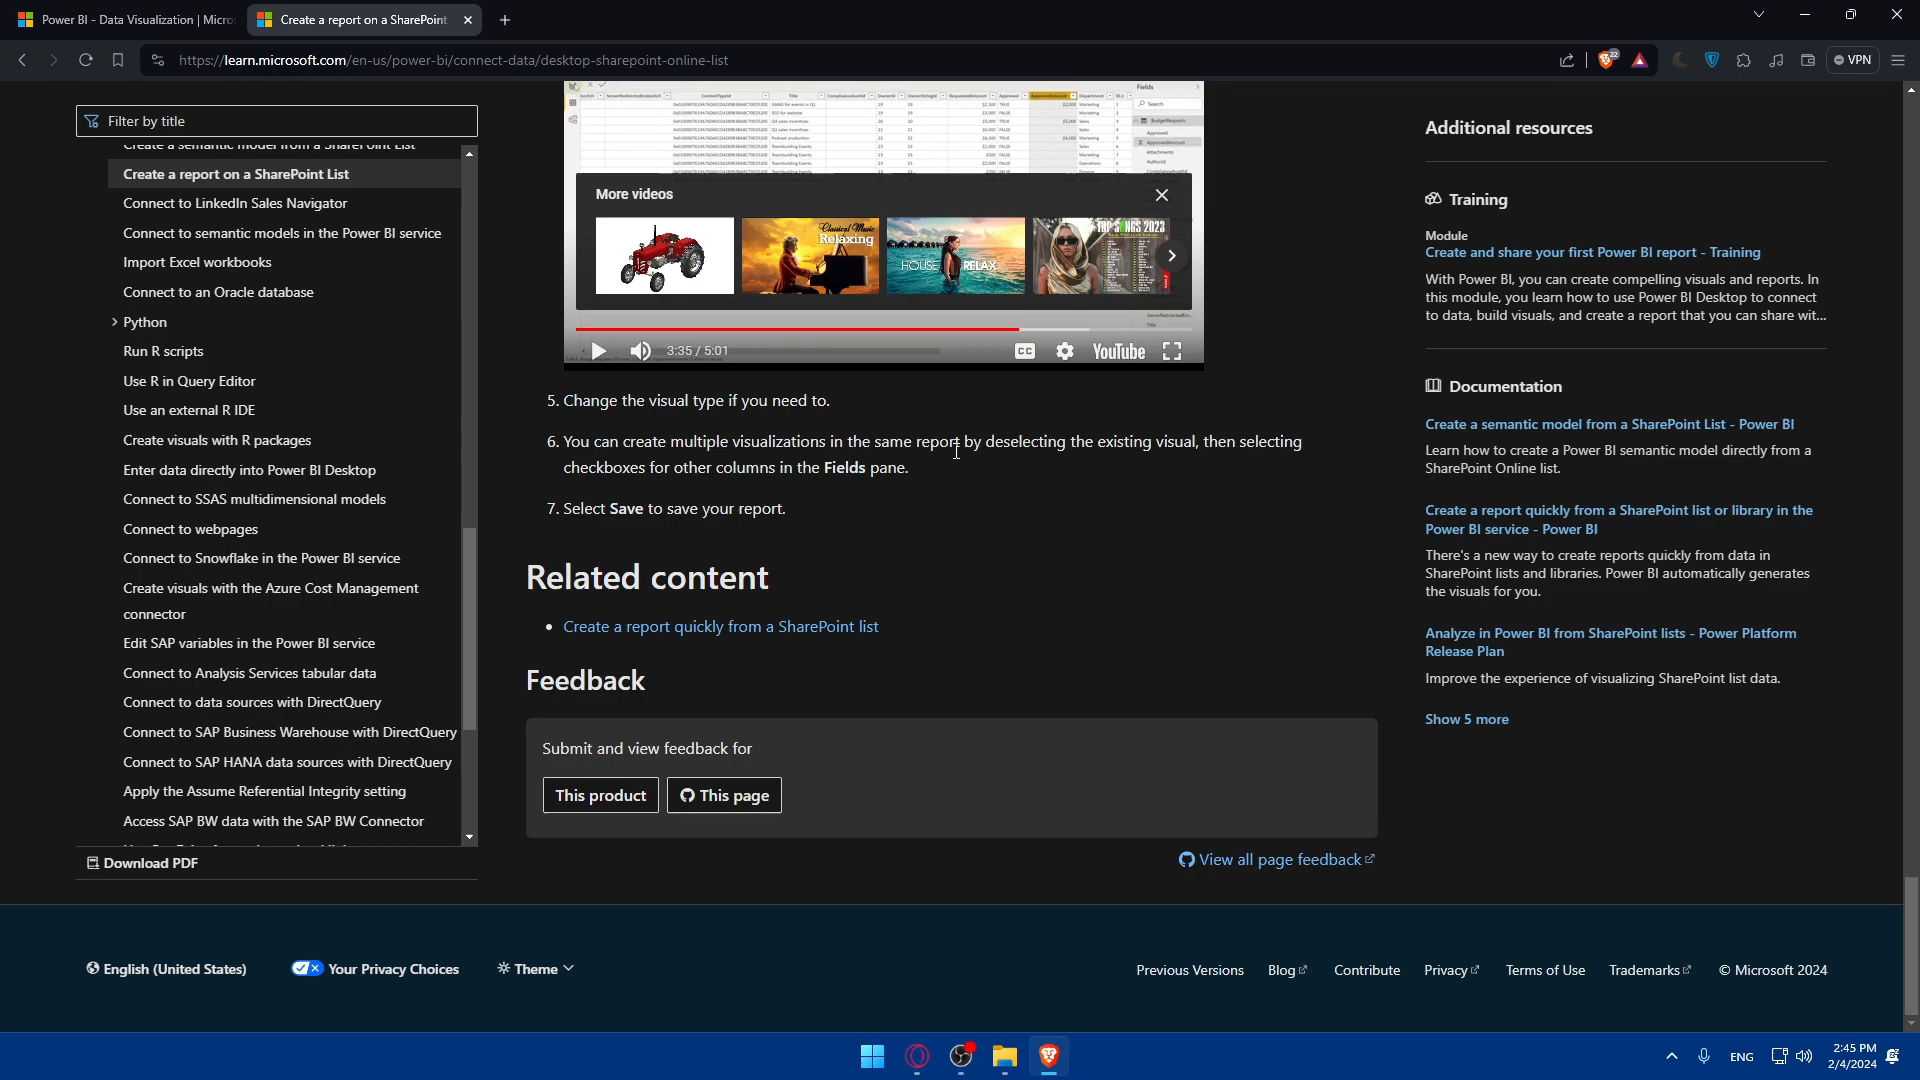 Power BI - Data Visualization | Micro
Create a report on a SharePoint
https://learn.microsoft.com/en-us/power-bi/connect-data/desktop-sharepoint-online-list
22
VPN
Filter by title
Create a semantic model from a SharePoint List
Create a report on a SharePoint List
Connect to LinkedIn Sales Navigator
Connect to semantic models in the Power BI service
Import Excel workbooks
Connect to an Oracle database
Python
Run R scripts
Use R in Query Editor
Use an external R IDE
Create visuals with R packages
Enter data directly into Power BI Desktop
Connect to SSAS multidimensional models
Connect to webpages
Connect to Snowflake in the Power BI service
Create visuals with the Azure Cost Management
connector
Edit SAP variables in the Power BI service
Connect to Analysis Services tabular data
Connect to data sources with DirectQuery
Connect to SAP Business Warehouse with DirectQuery
Connect to SAP HANA data sources with DirectQuery
Apply the Assume Referential Integrity setting
Access SAP BW data with the SAP BW Connector
Download PDF
Fields
Search
More videos
Classical Music
Relaxing
HOUSE RELAX
TOP SONGS 2023
3:35 / 5:01
CC
YouTube
5. Change the visual type if you need to.
6. You can create multiple visualizations in the same report by deselecting the existing visual, then selecting
checkboxes for other columns in the Fields pane.
7. Select Save to save your report.
Related content
• Create a report quickly from a SharePoint list
Feedback
Submit and view feedback for
This product
This page
View all page feedback
Additional resources
Training
Module
Create and share your first Power BI report - Training
With Power BI, you can create compelling visuals and reports. In
this module, you learn how to use Power BI Desktop to connect
to data, build visuals, and create a report that you can share wit...
Documentation
Create a semantic model from a SharePoint List - Power BI
Learn how to create a Power BI semantic model directly from a
SharePoint Online list.
Create a report quickly from a SharePoint list or library in the
Power BI service - Power BI
There's a new way to create reports quickly from data in
SharePoint lists and libraries. Power BI automatically generates
the visuals for you.
Analyze in Power BI from SharePoint lists - Power Platform
Release Plan
Improve the experience of visualizing SharePoint list data.
Show 5 more
English (United States)
Your Privacy Choices
Theme
Previous Versions
Blog
Contribute
Privacy
Terms of Use
Trademarks
© Microsoft 2024
ENG
2:45 PM
2/4/2024